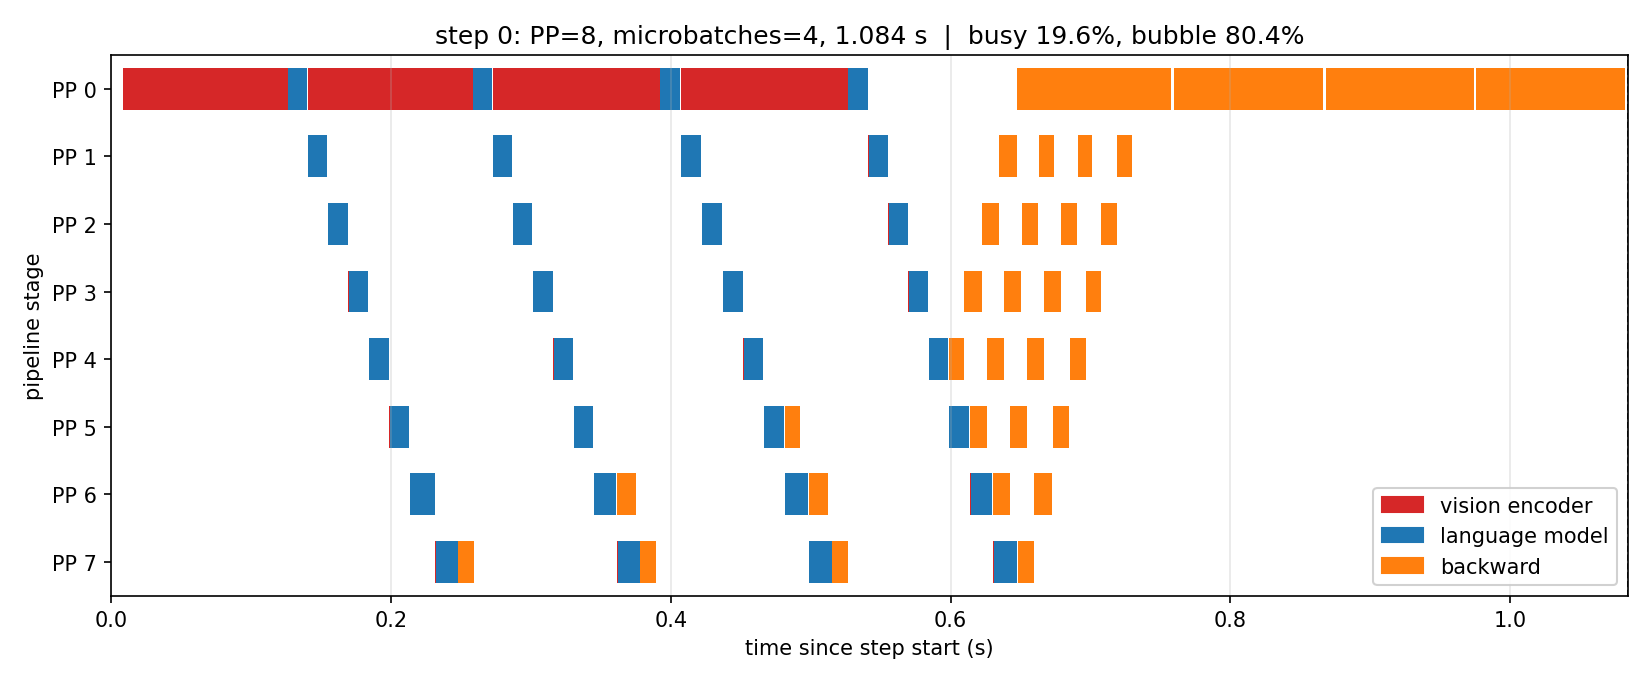 step 0: PP=8, microbatches=4, 1.084 s | busy 19.6%, bubble 80.4%
pipeline stage
PP 0
PP 1
PP 2
PP 3
PP 4
PP 5
PP 6
PP 7
vision encoder
language model
backward
0.0 0.2 0.4 0.6 0.8 1.0
time since step start (s)